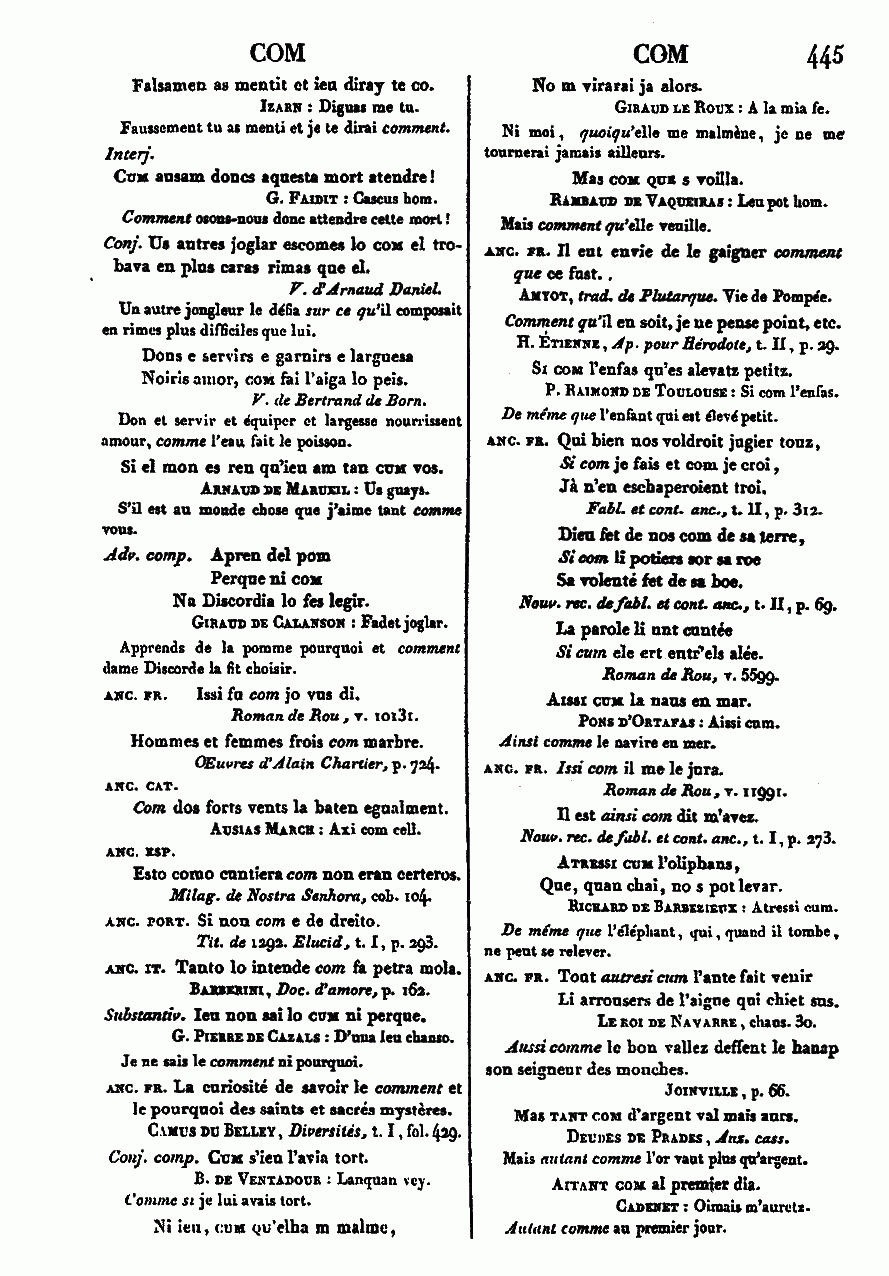 COM
COM
445
Falsamen as mentit et ieu diray te co.
Izarn : Diguas me tu.
Faussement tu as menti et je te dirai comment.
Interj.
Cum ausam doncs aquesta mort atendre!
G. Faidit : Cascus hom.
Comment osons-nous donc attendre cette mort!
Conj. Us autres joglar escomes lo com el tro-
bava en plus caras rimas que el.
V. d'Arnaud Daniel.
Un autre jongleur le défia sur ce qu'il composait
en rimes plus difficiles que lui.
Dons e servirs e garnirs e larguesa
Noiris amor, com fai l'aiga lo peis.
V. de Bertrand de Born.
Don et servir et équiper et largesse nourrissent
amour, comme l'eau fait le poisson.
Si el mon es ren qu'ieu am tan cum vos.
Arnaud de Marueil : Us guays.
S'il est au monde chose que j'aime tant comme
vous.
Adv. comp. Apren del pom
Perque ni com
Na Discordia lo fes legir.
Giraud de Calanson : Fadet joglar.
Apprends de la pomme pourquoi et comment
dame Discorde la fit choisir.
anc. fr. Issi fu com jo vus di.
Roman de Rou, v. 10131.
Hommes et femmes frois com marbre.
Œuvres d'Alain Chartier, p. 724.
anc. cat.
Com dos forts vents la baten egualment.
Ausias March : Axi com cell.
anc. esp.
Esto como cuntiera com non eran certeros.
Milag. de Nostra Senhora, cob. 104.
anc. port. Si non com e de dreito.
Tit. de 1292. Elucid, t. I, p. 293.
anc. it. Tanto lo intende com fa petra mola.
Barberini, Doc. d'amore, p. 162.
Substantiv. Ieu non sai lo cum ni perque.
G. Pierre de Cazals : D'una leu chanso.
Je ne sais le comment ni pourquoi.
anc. fr. La curiosité de savoir le comment et
le pourquoi des saints et sacrés mystères.
Camus du Belley, Diversités, t. I, fol. 429.
Conj. comp. Cum s'ieu l'avia tort.
B. de Ventadour : Lanquan vey.
Comme si je lui avais tort.
Ni ieu, cum qu'elha m malme,
No m virarai ja alors.
Giraud le Roux : A la mia fe.
Ni moi, quoiqu'elle me malmène, je ne me
tournerai jamais ailleurs.
Mas com que s voilla.
Rambaud de Vaqueiras : Leu pot hom.
Mais comment qu'elle veuille.
anc. fr. Il eut envie de le gaigner comment
que ce fust.
Amyot, trad. de Plutarque. Vie de Pompée.
Comment qu'il en soit, je ne pense point, etc.
H. Étienne, Ap. pour Hérodote, t. II, p. 29.
Si com l'enfas qu'es alevatz petitz.
P. Raimond de Toulouse : Si com l'enfas.
De même que l'enfant qui est élevé petit.
anc. fr. Qui bien nos voldroit jugier touz,
Si com je fais et com je croi,
Jà n'en eschaperoient troi.
Fabl. et cont. anc., t. II, p. 312.
Dieu fet de nos com de sa terre,
Si com li potiers sor sa roe
Sa volenté fet de sa boe.
Nouv. rec. de fabl. et cont. anc., t. II, p. 69.
La parole li unt cuntée
Si cum ele ert entr'els alée.
Roman de Rou, v. 5599.
Aissi cum la naus en mar.
Pons d'Ortafas : Aissi cum.
Ainsi comme le navire en mer.
anc. fr. Issi com il me le jura.
Roman de Rou, v. 11991.
Il est ainsi com dit m'avez.
Nouv. rec. de fabl. et cont. anc., t. I, p. 273.
Atressi cum l'oliphans,
Que, quan chai, no s pot levar.
Richard de Barbezieux : Atressi cum.
De même que l'éléphant, qui, quand il tombe,
ne peut se relever.
anc. fr. Tout autresi cum l'ante fait venir
Li arrousers de l'aigne qui chiet sus.
Le roi de Navarre, chans. 30.
Aussi comme le bon vallez deffent le hanap
son seigneur des mouches.
Joinville, p. 66.
Mas tant com d'argent val mais aurs.
Deudes de Prades, Aus. cass.
Mais autant comme l'or vaut plus qu'argent.
Aitant com al premier dia.
Cadenet : Oimais m'auretz.
Autant comme au premier jour.